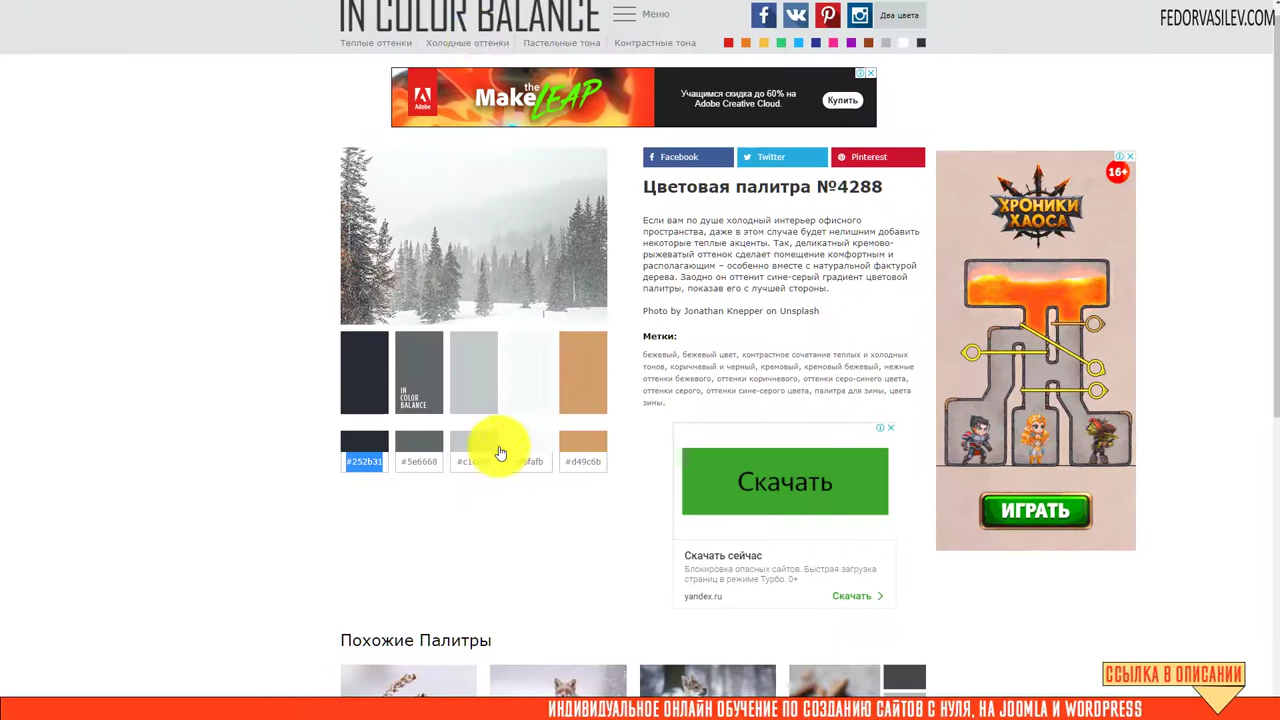 IN COLOR BALANCE
Меню
Два цвета
FEDORVASILEV.COM
Теплые оттенки
Холодные оттенки
Пастельные тона
Контрастные тона
Adobe
Make
the
LEAP
Учащимся скидка до 60% на
Adobe Creative Cloud.
Купить
Facebook
Twitter
Pinterest
Цветовая палитра №4288
Если вам по душе холодный интерьер офисного
пространства, даже в этом случае будет нелишним добавить
некоторые теплые акценты. Так, деликатный кремово-
рыжеватый оттенок сделает помещение комфортным и
располагающим – особенно вместе с натуральной фактурой
дерева. Заодно он оттенит сине-серый градиент цветовой
палитры, показав его с лучшей стороны.
Photo by Jonathan Knepper on Unsplash
Метки:
бежевый, бежевый цвет, контрастное сочетание теплых и холодных
тонов, коричневый и черный, кремовый, кремовый бежевый, нежные
оттенки бежевого, оттенки коричневого, оттенки серо-синего цвета,
оттенки серого, оттенки сине-серого цвета, палитра для зимы, цвета
зимы.
IN
COLOR
BALANCE
#252b31
#5e6668
#d49c6b
16+
ХРОНИКИ
ХАОСА
ИГРАТЬ
Скачать
Скачать сейчас
Блокировка опасных сайтов. Быстрая загрузка
страниц в режиме Турбо. 0+
yandex.ru
Скачать
Похожие Палитры
ССЫЛКА В ОПИСАНИИ
ИНДИВИДУАЛЬНОЕ ОНЛАЙН ОБУЧЕНИЕ ПО СОЗДАНИЮ САЙТОВ С НУЛЯ, НА JOOMLA И WORDPRESS